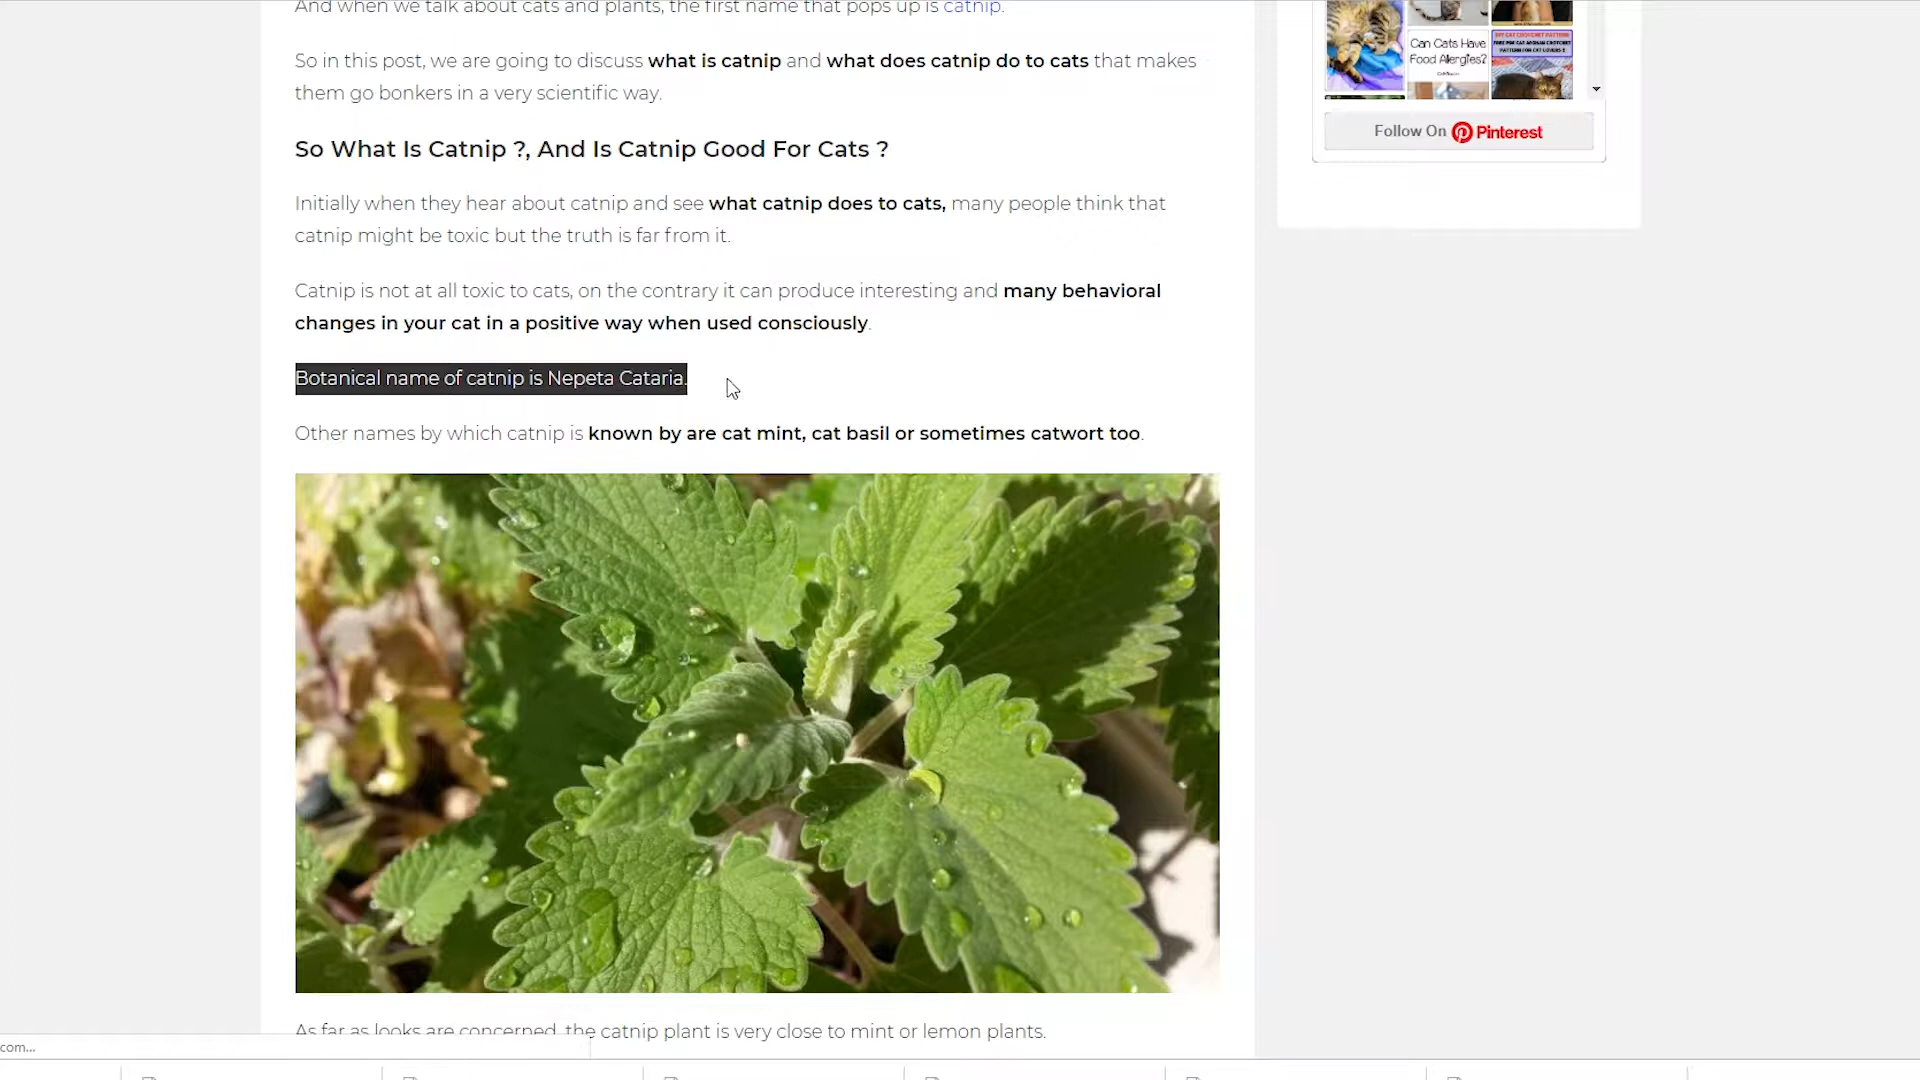 And when we talk about cats and plants, the first name that pops up is catnip.
So in this post, we are going to discuss what is catnip and what does catnip do to cats that makes
them go bonkers in a very scientific way.
So What Is Catnip ?, And Is Catnip Good For Cats ?
Initially when they hear about catnip and see what catnip does to cats, many people think that
catnip might be toxic but the truth is far from it.
Catnip is not at all toxic to cats, on the contrary it can produce interesting and many behavioral
changes in your cat in a positive way when used consciously.
Botanical name of catnip is Nepeta Cataria.
Other names by which catnip is known by are cat mint, cat basil or sometimes catwort too.
As far as looks are concerned, the catnip plant is very close to mint or lemon plants.
com...
Can Cats Have
Food Allergies?
Follow On Pinterest